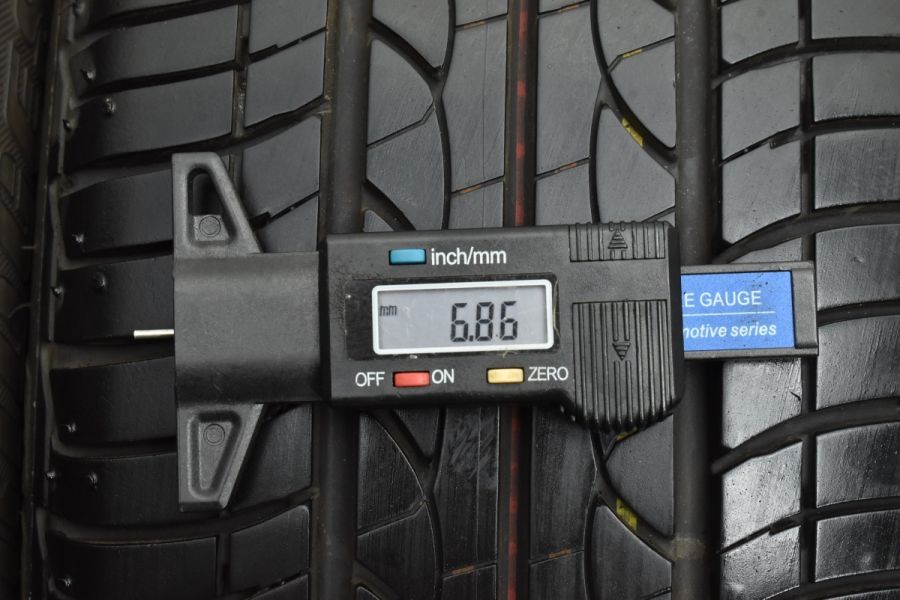 inch/mm
mm 6.86
OFF ON ZERO
E GAUGE
motive series